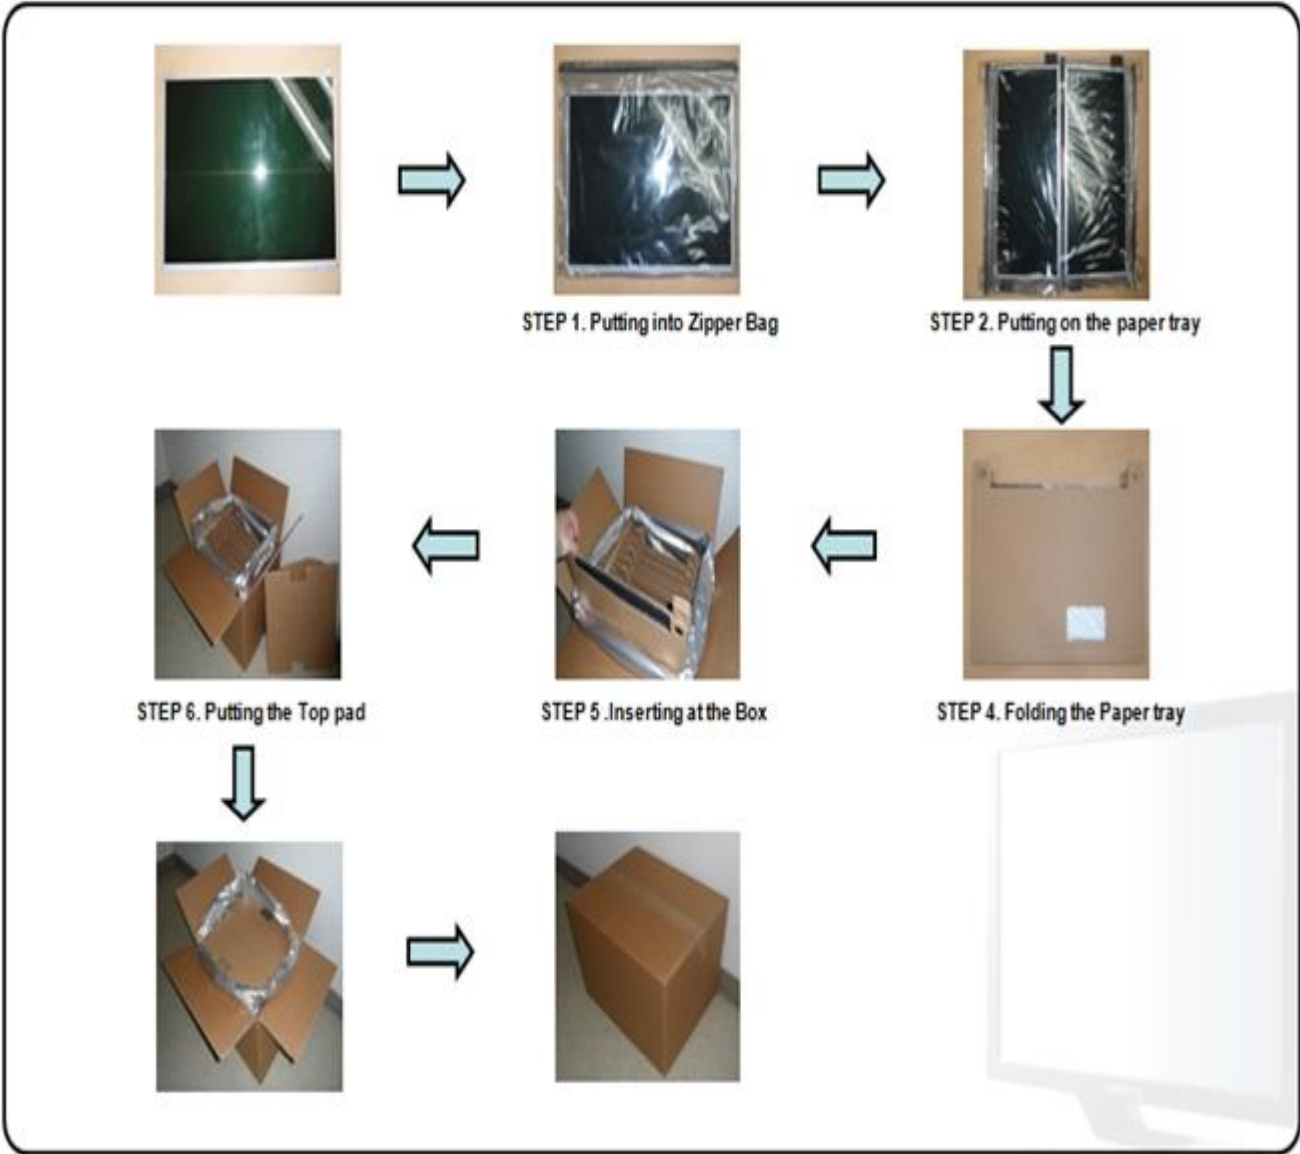 STEP 1. Putting into Zipper Bag
STEP 2. Putting on the paper tray
STEP 4. Folding the Paper tray
STEP 5 .Inserting at the Box
STEP 6. Putting the Top pad